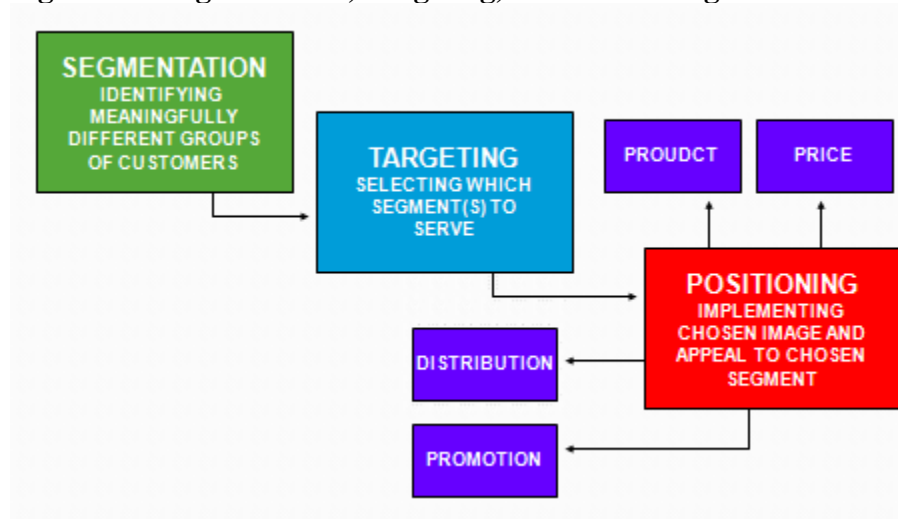 SEGMENTATION
IDENTIFYING
MEANINGFULLY
DIFFERENT GROUPS
OF CUSTOMERS
TARGETING
SELECTING WHICH
SEGMENT(S) TO
SERVE
PROUDCT
PRICE
POSITIONING
IMPLEMENTING
CHOSEN IMAGE AND
APPEAL TO CHOSEN
SEGMENT
DISTRIBUTION
PROMOTION